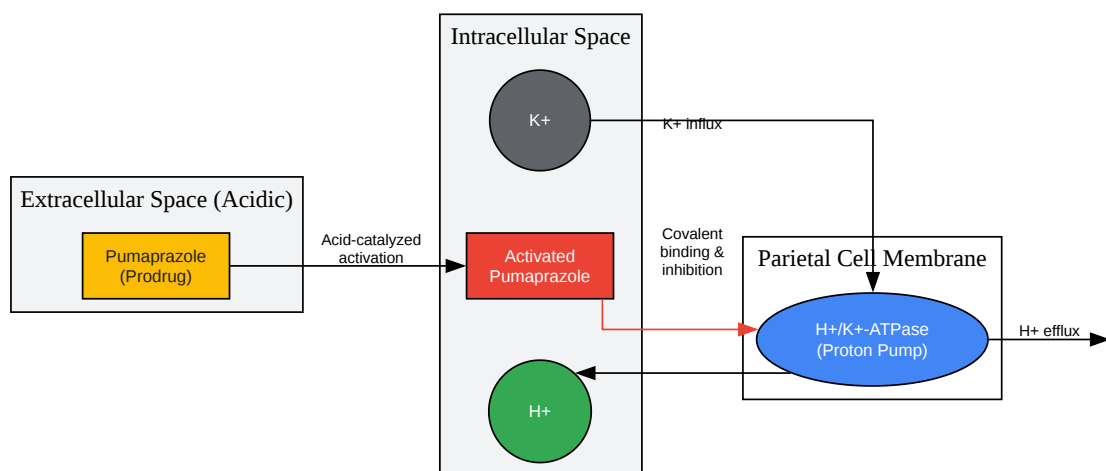 Intracellular Space
K+
K+ influx
Extracellular Space (Acidic)
Pumaprazole
(Prodrug)
Acid-catalyzed
activation
Activated
Pumaprazole
Covalent
binding &
inhibition
Parietal Cell Membrane
H+/K+-ATPase
(Proton Pump)
H+ efflux
H+